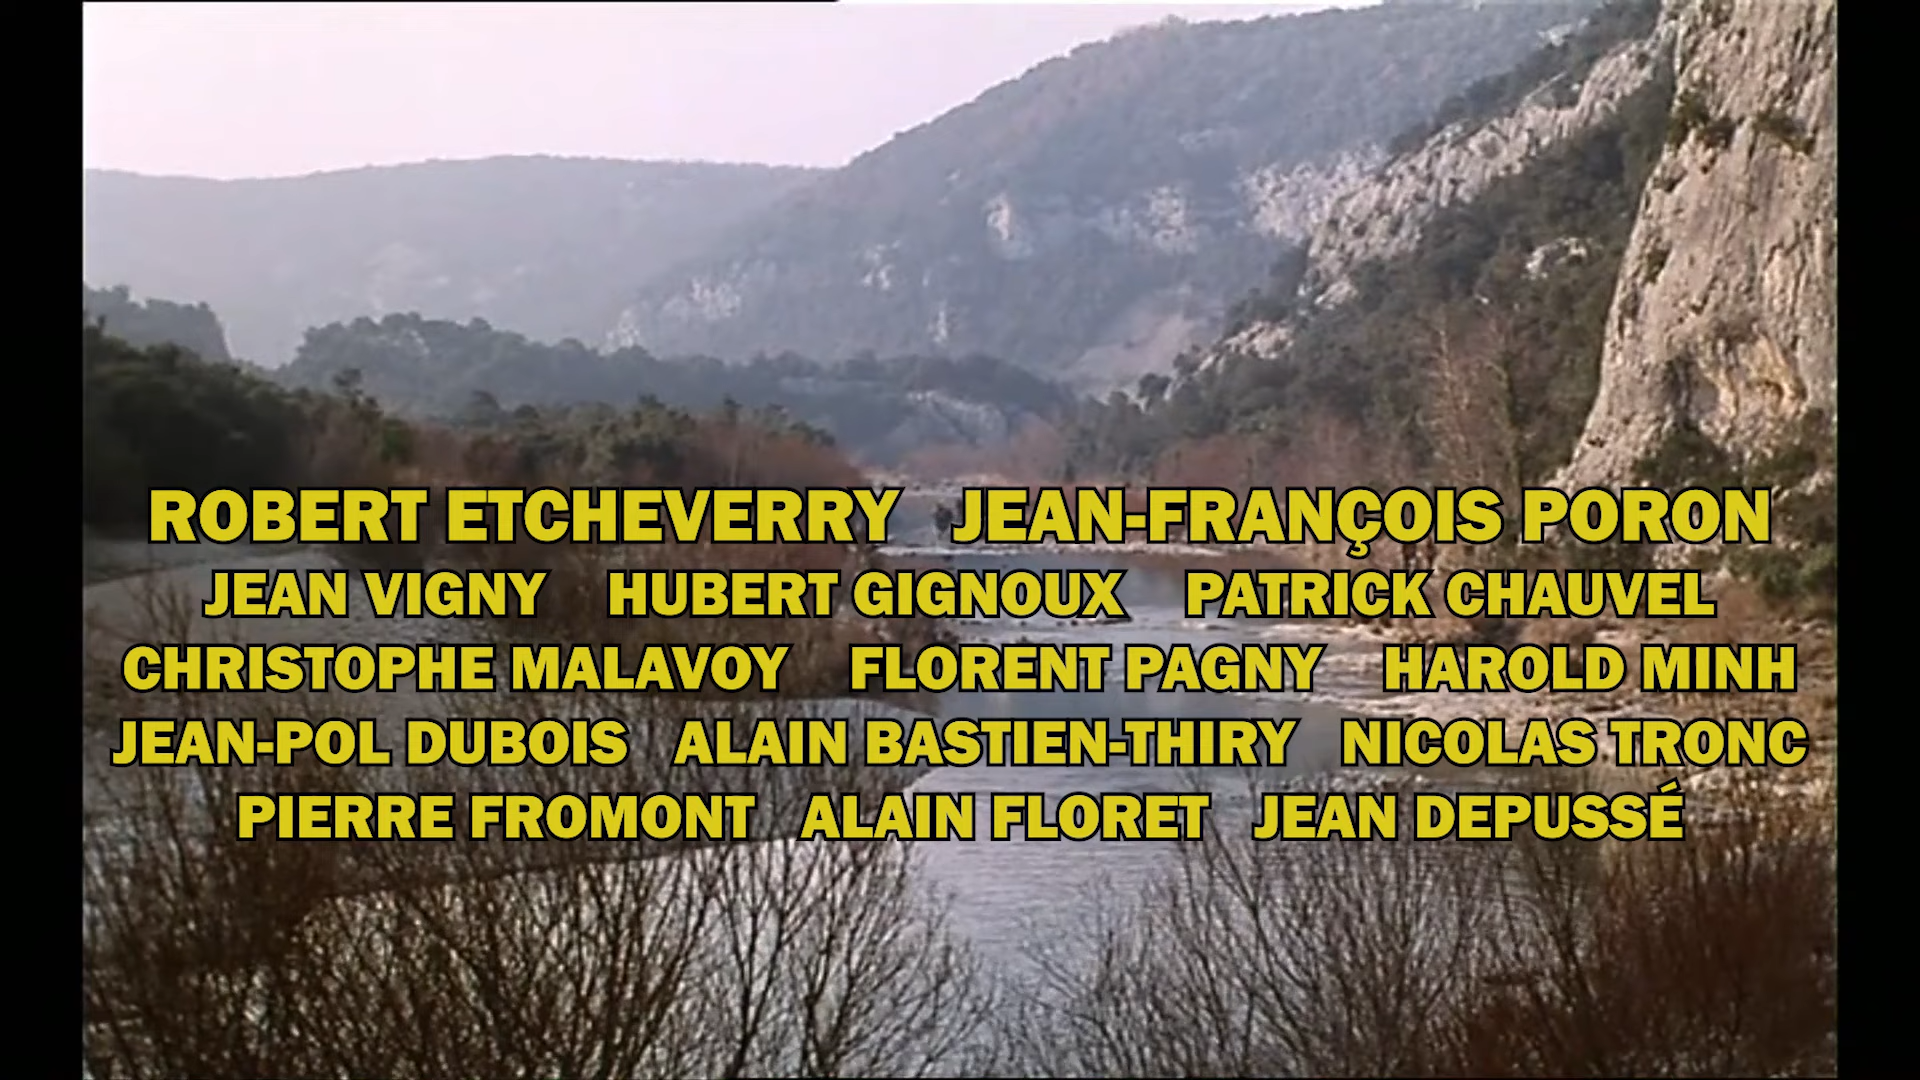 ROBERT ETCHEVERRY JEAN-FRANÇOIS PORON
JEAN VIGNY HUBERT GIGNOUX PATRICK CHAUVEL
CHRISTOPHE MALAVOY FLORENT PAGNY HAROLD MINH
JEAN-POL DUBOIS ALAIN BASTIEN-THIRY NICOLAS TRONC
PIERRE FROMONT ALAIN FLORET JEAN DEPUSSÉ